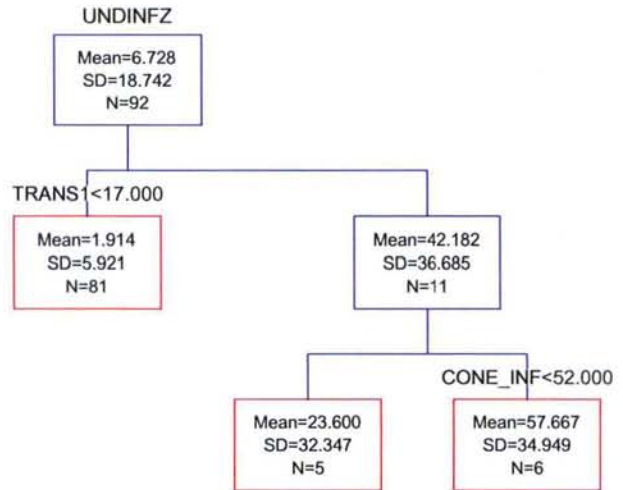 UNDINFZ
Mean=6.728
SD=18.742
N=92
TRANS1<17.000
Mean=1.914
SD=5.921
N=81
Mean=42.182
SD=36.685
N=11
CONE_INF<52.000
Mean=23.600
SD=32.347
N=5
Mean=57.667
SD=34.949
N=6